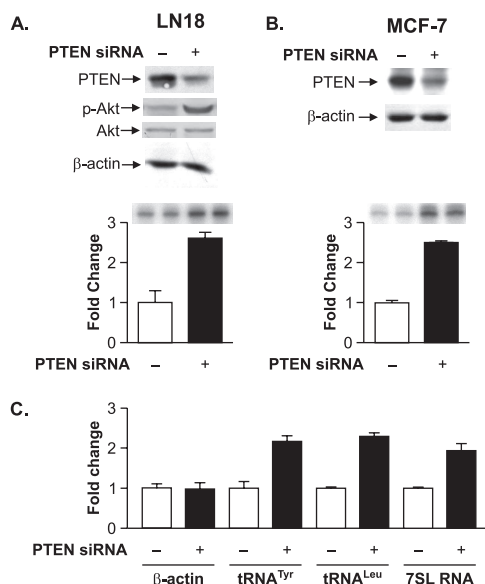 A. LN18
PTEN siRNA – +
PTEN
p-Akt
Akt
β-actin
3
2
1
0
Fold Change
PTEN siRNA – +
B. MCF-7
PTEN siRNA – +
PTEN
β-actin
3
2
1
0
Fold Change
PTEN siRNA – +
C.
3
2
1
0
Fold change
PTEN siRNA – + – + – + – +
β-actin tRNAᵀʸʳ tRNAᴸᵉᵘ 7SL RNA